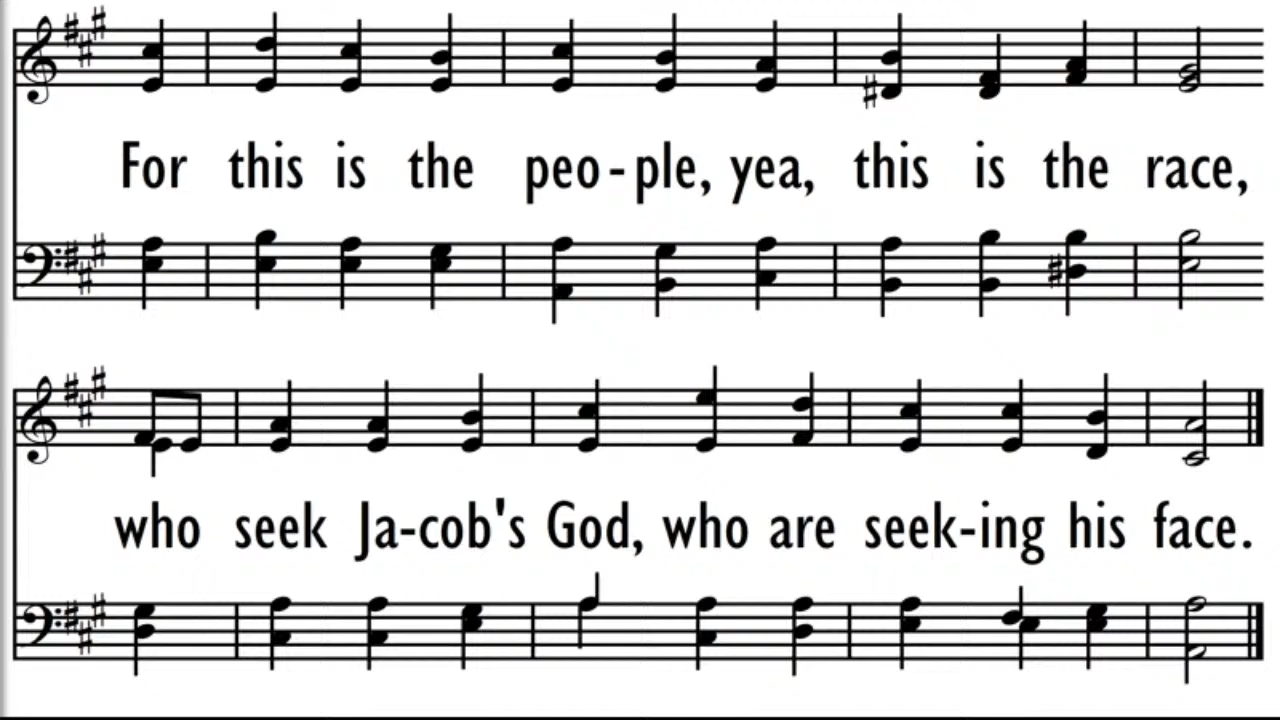 For this is the peo-ple, yea, this is the race,
who seek Ja-cob's God, who are seek-ing his face.